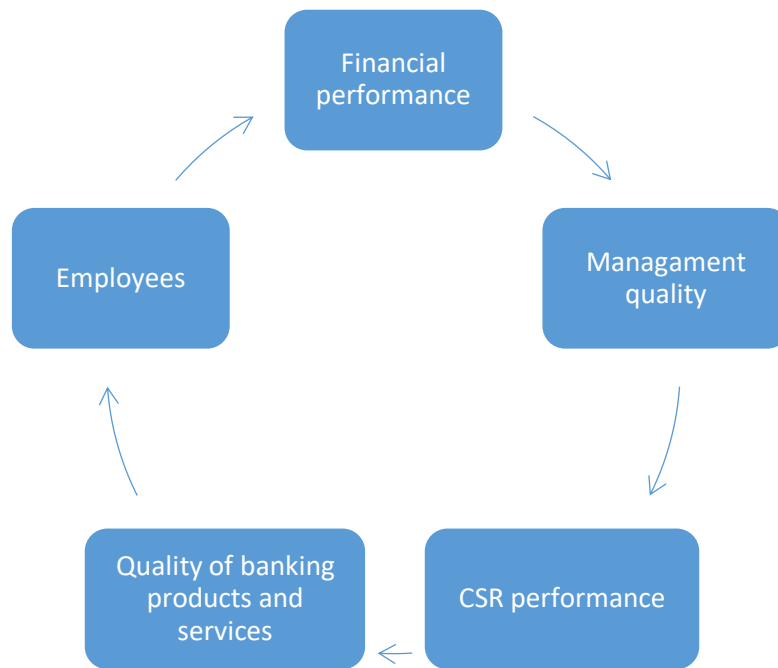 Financial
performance
Managament
quality
CSR performance
Quality of banking
products and
services
Employees